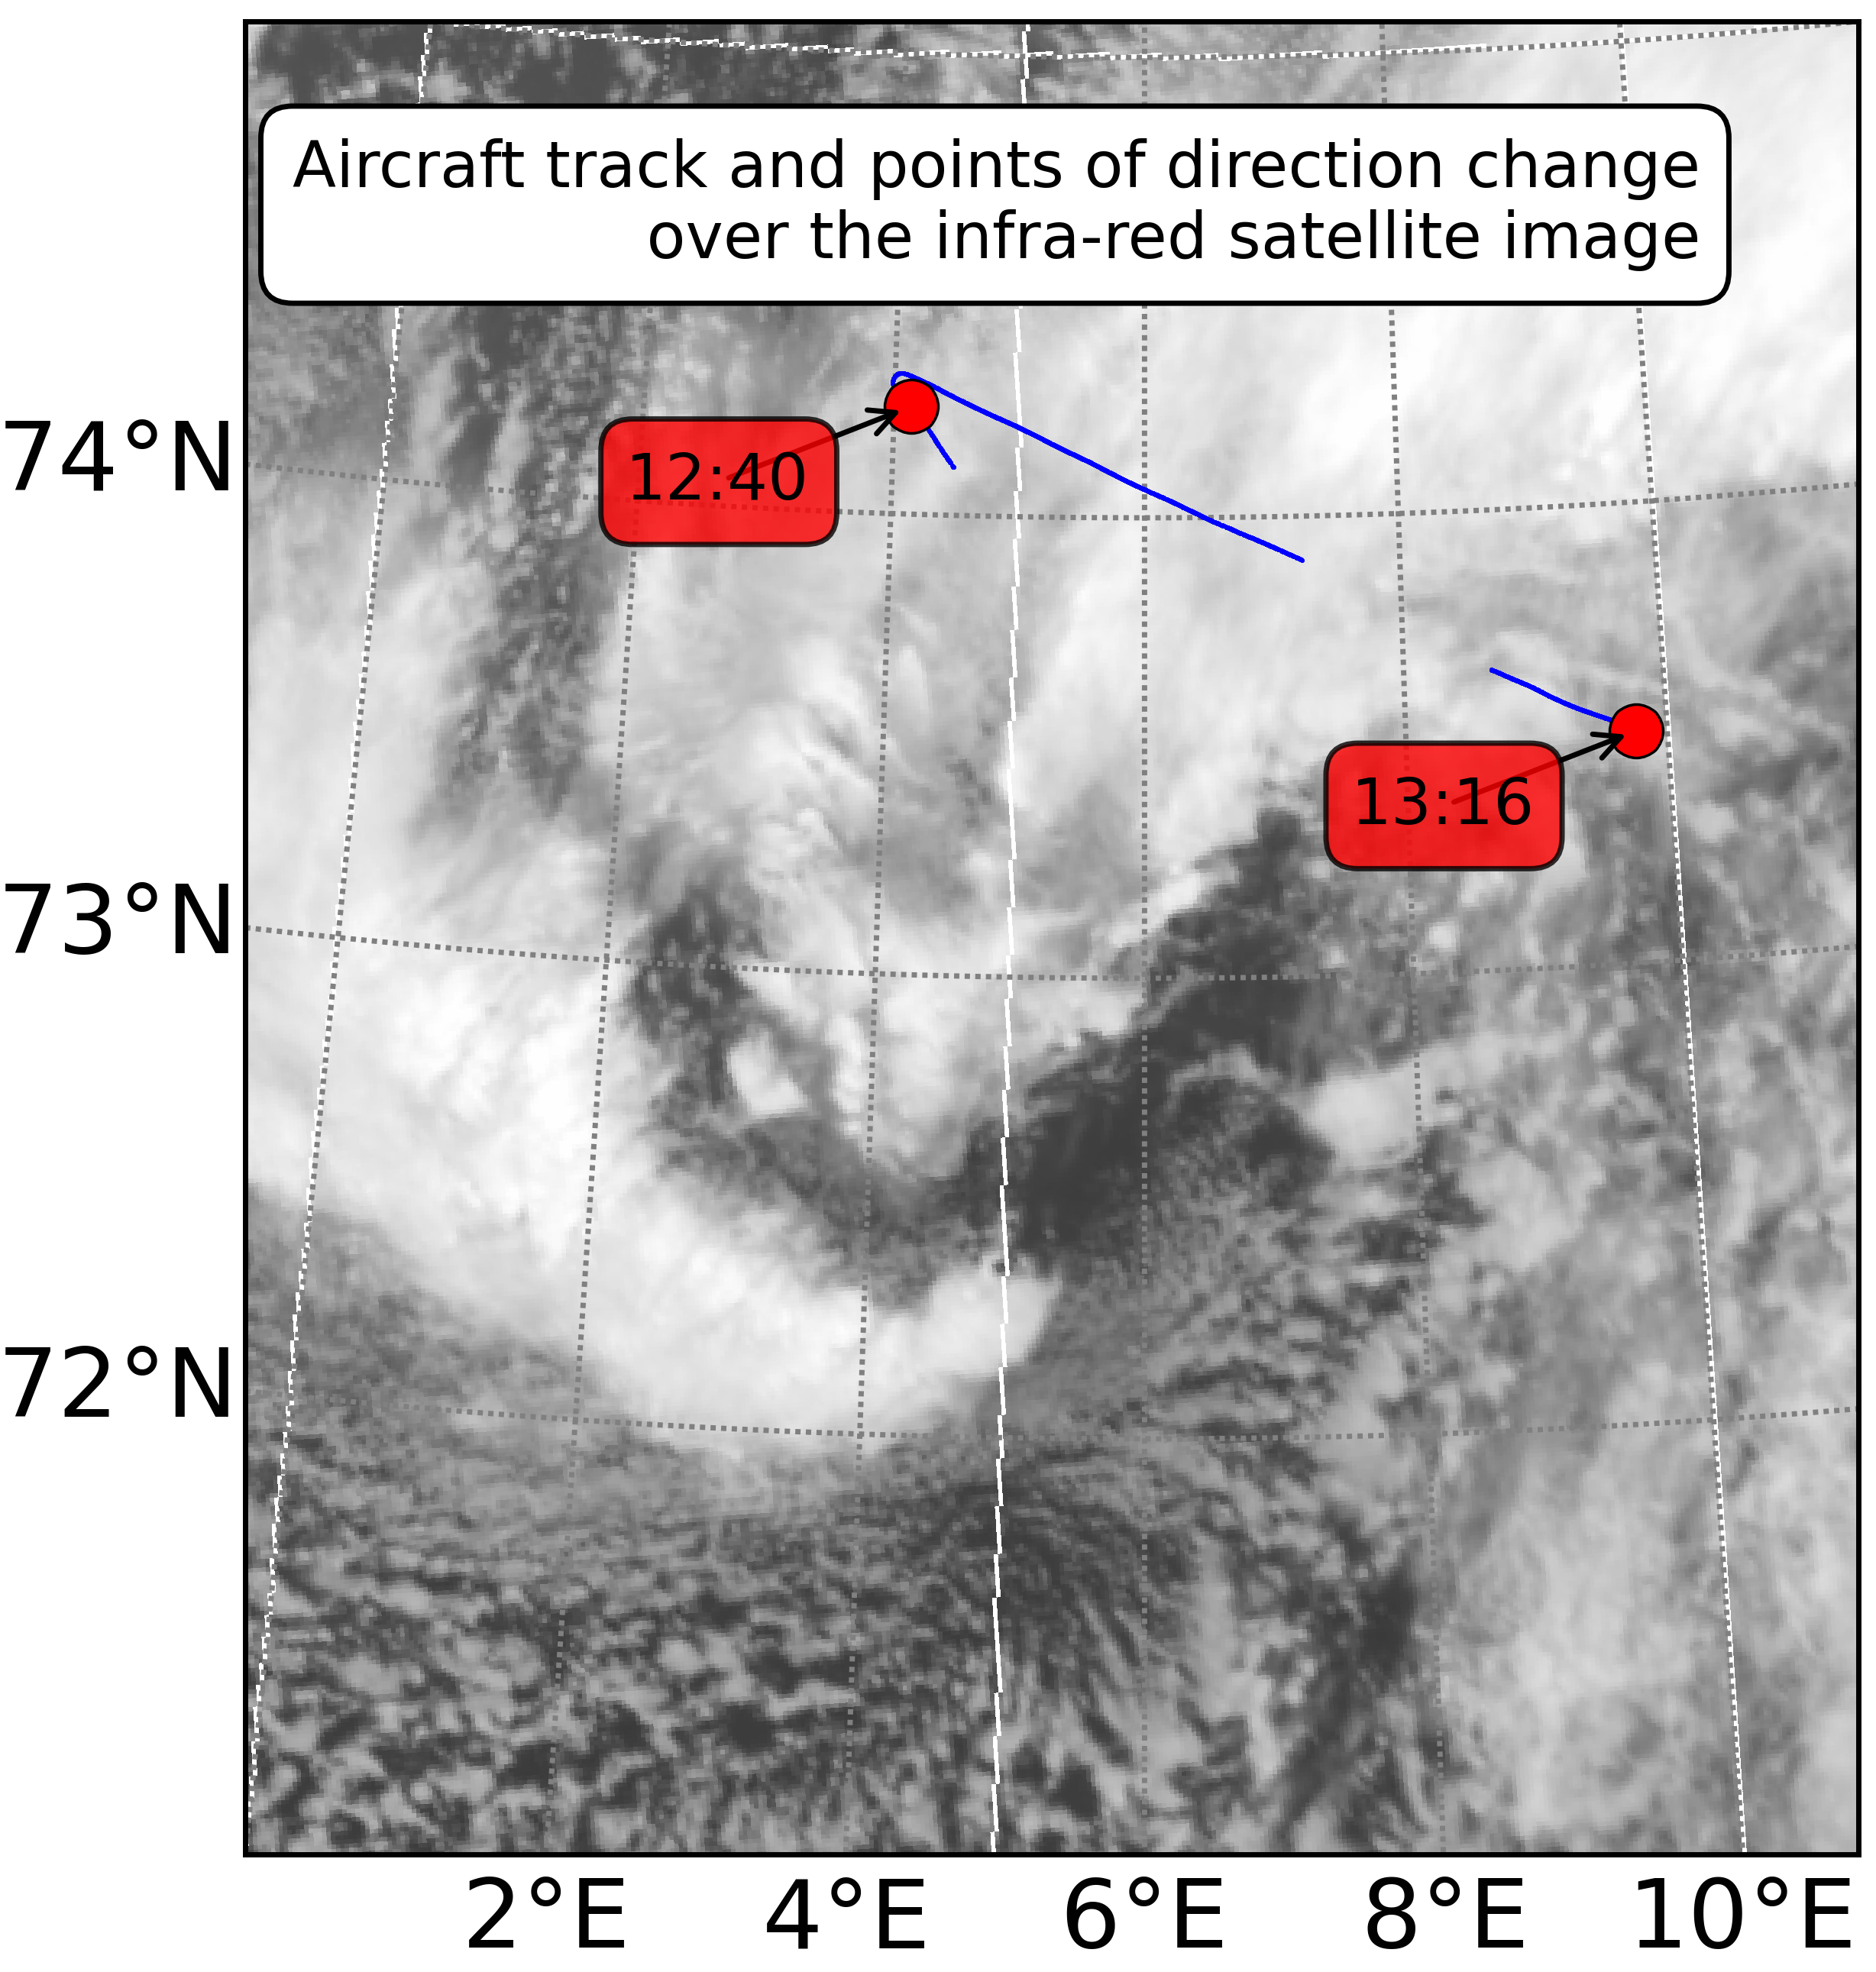 Aircraft track and points of direction change
over the infra-red satellite image
74°N
12:40
13:16
73°N
72°N
2°E
4°E
6°E
8°E
10°E